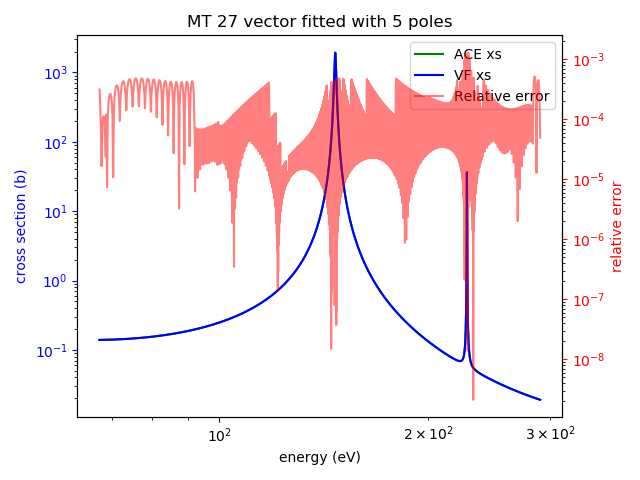 MT 27 vector fitted with 5 poles
ACE xs
VF xs
Relative error
cross section (b)
10³
10²
10¹
10⁰
10⁻¹
10⁻³
10⁻⁴
10⁻⁵
10⁻⁶
10⁻⁷
10⁻⁸
relative error
10² 2 × 10² 3 × 10²
energy (eV)